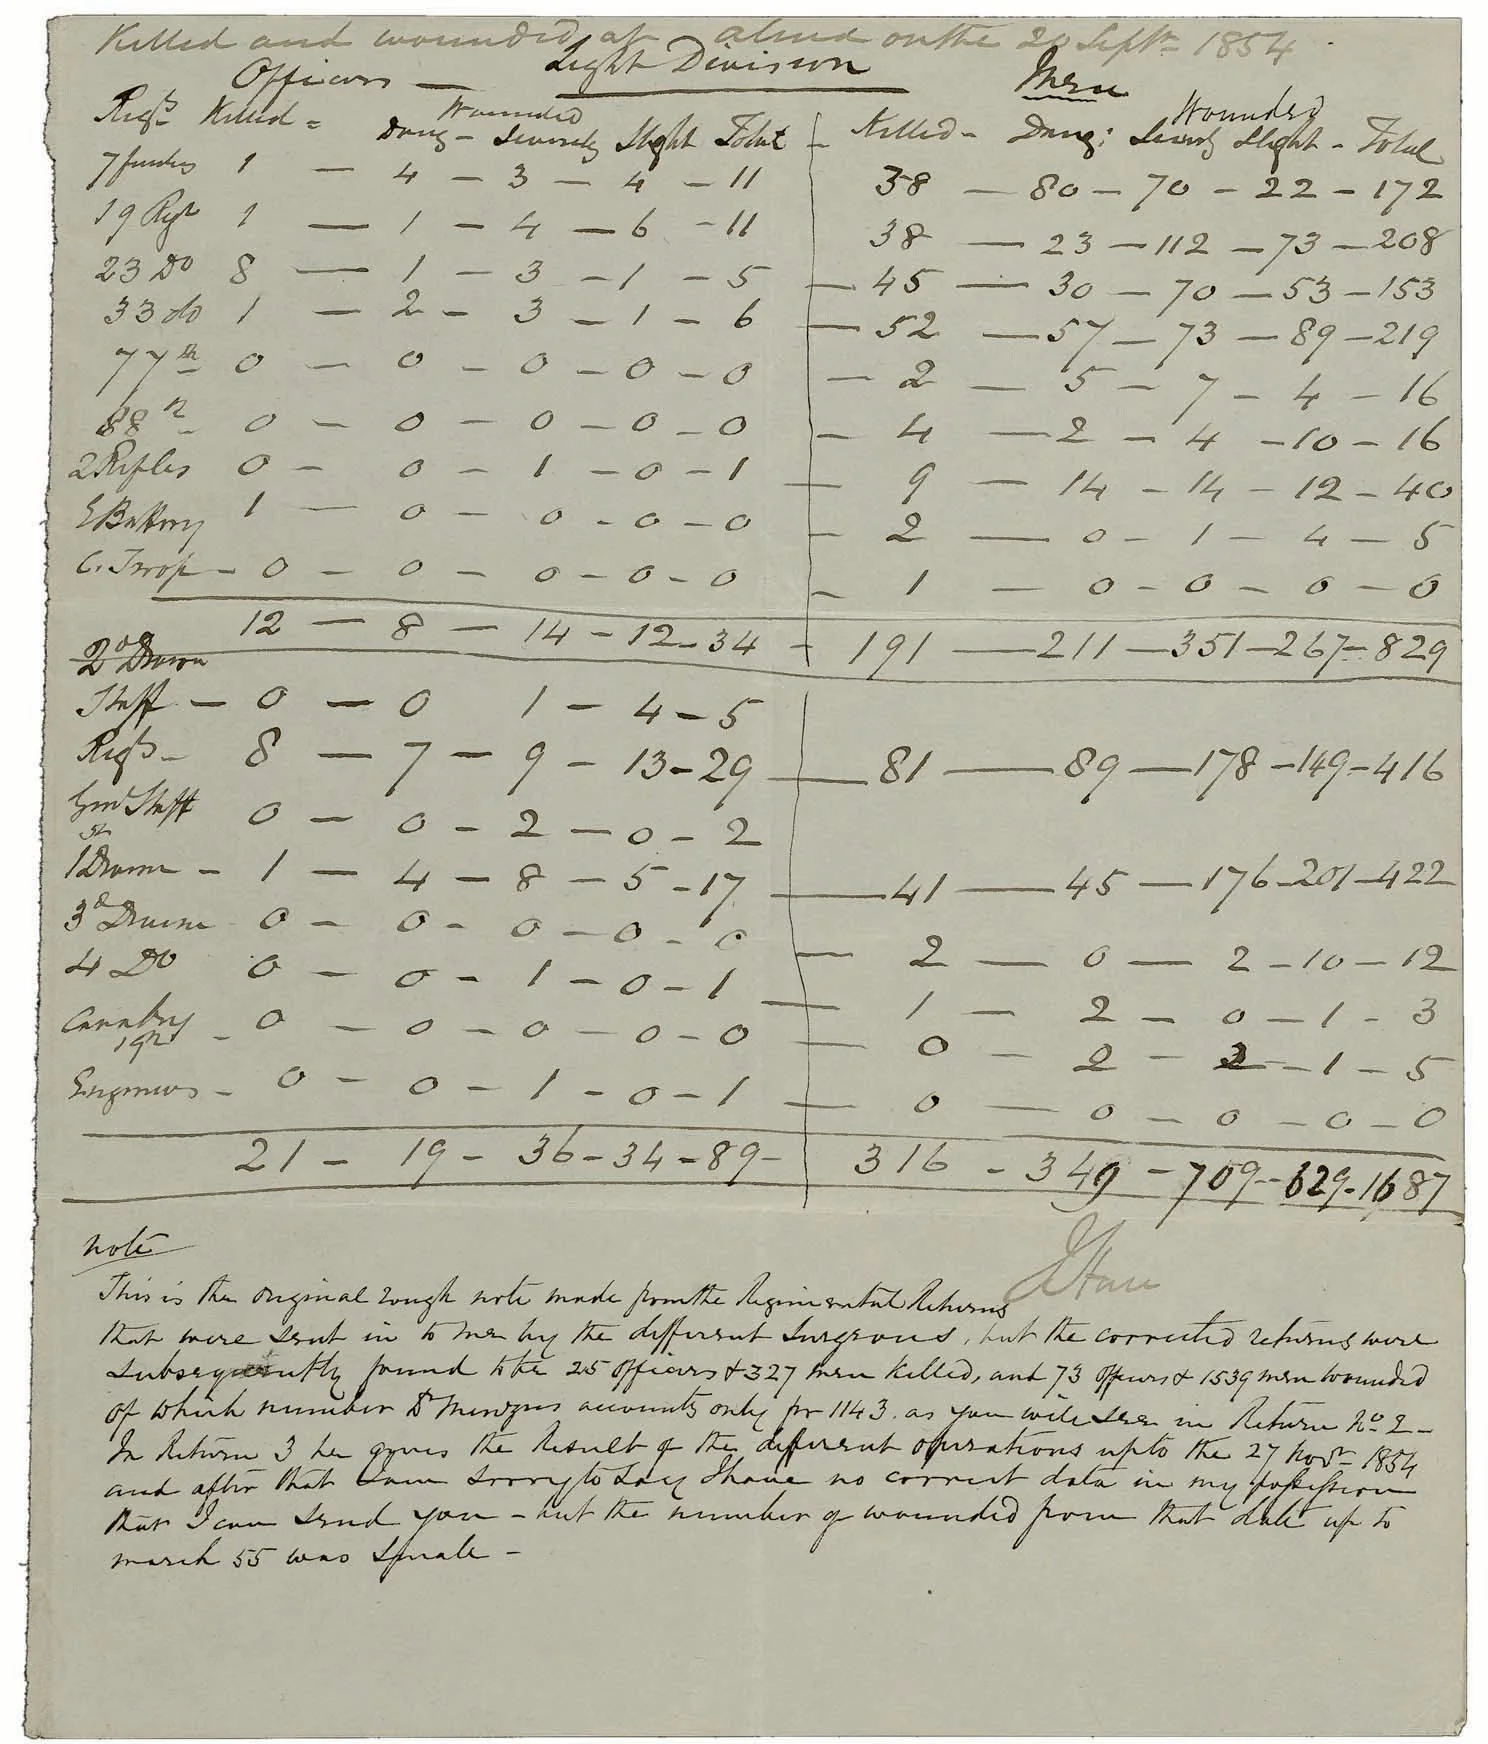 Killed and wounded at Alma on the 20 Septr 1854
Light Division
Officers — Men
Wounded Wounded
Regts Killed = Dang - Severely Slight Total - Killed - Dang: Severely Slight - Total
7 fusiliers 1 — 4 — 3 — 4 — 11 38 — 80 — 70 — 22 — 172
19 Regt 1 — 1 — 4 — 6 - 11 38 — 23 — 112 — 73 — 208
23 Do 8 — 1 — 3 — 1 — 5 — 45 — 30 — 70 — 53 — 153
33 do 1 — 2 - 3 — 1 - 6 — 52 — 57 — 73 — 89 — 219
77th 0 — 0 - 0 - 0 - 0 — 2 — 5 — 7 - 4 — 16
88th 0 — 0 — 0 - 0 - 0 — 4 — 2 — 4 — 10 — 16
2 Rifles 0 — 0 — 1 — 0 — 1 — 9 — 14 — 14 — 12 — 40
E Battery 1 — 0 — 0 - 0 - 0 — 2 — 0 — 1 — 4 — 5
C. Troop — 0 — 0 — 0 — 0 — 0 — 1 — 0 — 0 — 0 — 0
12 — 8 — 14 — 12 — 34 — 191 — 211 — 351 — 267 — 829
2d Divison
Staff — 0 — 0 1 — 4 — 5
Regts — 8 — 7 — 9 — 13 — 29 — 81 — 89 — 178 — 149 — 416
Genl Staff 0 — 0 — 2 — 0 — 2
1st Divison — 1 — 4 — 8 — 5 — 17 — 41 — 45 — 176 — 201 — 422
3d Division 0 — 0 - 0 — 0 - 0 — 2 — 0 — 2 — 10 — 12
4 Do 0 — 0 — 1 — 0 — 1 — 1 — 2 — 0 — 1 - 3
Cavalry - 0 — 0 — 0 — 0 — 0 — 0 — 2 — 2 — 1 — 5
Engineers — 0 — 0 — 1 - 0 — 1 — 0 — 0 — 0 — 0 — 0
21 — 19 — 36 — 34 — 89 — 316 - 349 — 709 — 629 - 1687
note
JHall
This is the original rough note made from the Regimental Returns
that were sent in to me by the different Surgeons, but the corrected returns were
subsequently found to be 25 officers & 327 men killed, and 73 officers & 1539 men wounded
of which number Dr accounts only for 1143. as you will see in Return No 2 —
In Return 3 he gives the Result of the different operations up to the 27 Novr 1854
and after that I am sorry to say I have no correct data in my possession
that I can send you — but the number of wounded from that date up to
march 55 was small —